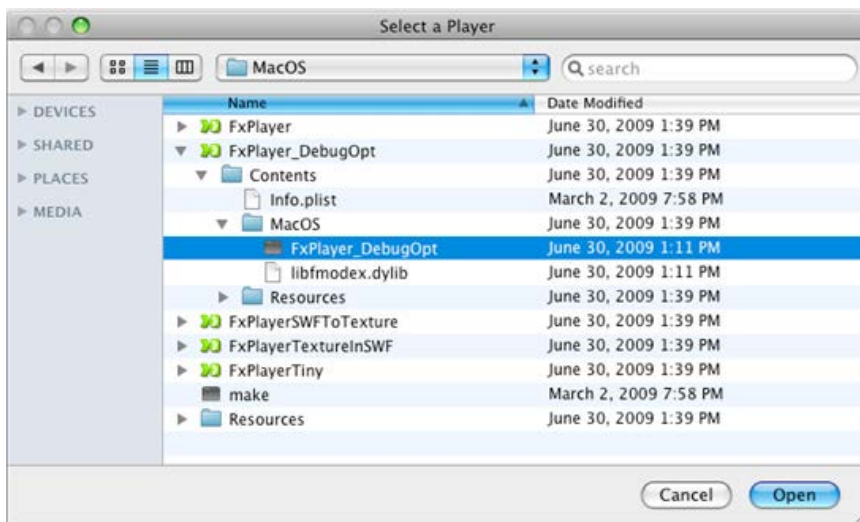 Select a Player
MacOS
search
DEVICES
SHARED
PLACES
MEDIA
Name Date Modified
FxPlayer June 30, 2009 1:39 PM
FxPlayer_DebugOpt June 30, 2009 1:39 PM
Contents June 30, 2009 1:39 PM
Info.plist March 2, 2009 7:58 PM
MacOS June 30, 2009 1:39 PM
FxPlayer_DebugOpt June 30, 2009 1:11 PM
libfmodex.dylib June 30, 2009 1:11 PM
Resources June 30, 2009 1:39 PM
FxPlayerSWFToTexture June 30, 2009 1:39 PM
FxPlayerTextureInSWF June 30, 2009 1:39 PM
FxPlayerTiny June 30, 2009 1:39 PM
make March 2, 2009 7:58 PM
Resources June 30, 2009 1:39 PM
Cancel Open